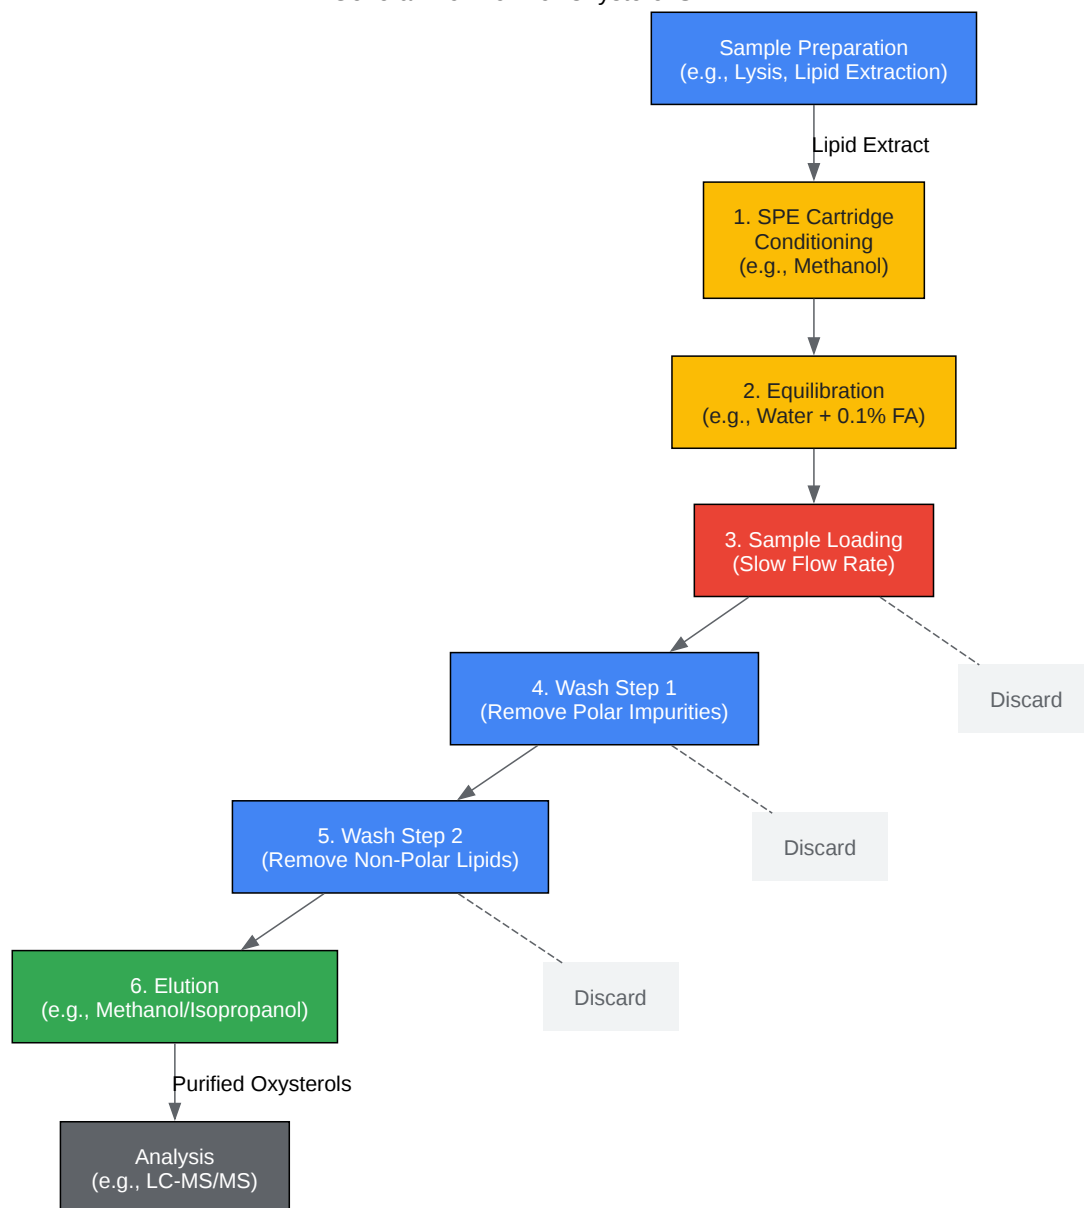 Sample Preparation
(e.g., Lysis, Lipid Extraction)
Lipid Extract
1. SPE Cartridge
Conditioning
(e.g., Methanol)
2. Equilibration
(e.g., Water + 0.1% FA)
3. Sample Loading
(Slow Flow Rate)
4. Wash Step 1
(Remove Polar Impurities)
Discard
5. Wash Step 2
(Remove Non-Polar Lipids)
Discard
6. Elution
(e.g., Methanol/Isopropanol)
Discard
Purified Oxysterols
Analysis
(e.g., LC-MS/MS)